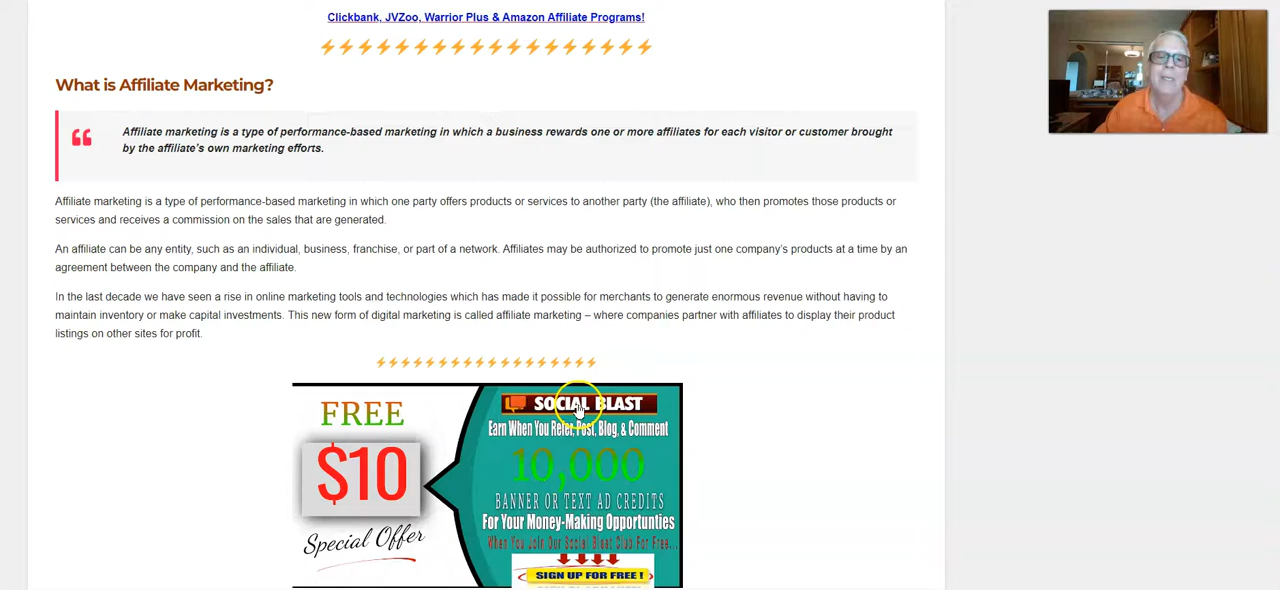 Clickbank, JVZoo, Warrior Plus & Amazon Affiliate Programs!
What is Affiliate Marketing?
Affiliate marketing is a type of performance-based marketing in which a business rewards one or more affiliates for each visitor or customer brought
by the affiliate’s own marketing efforts.
Affiliate marketing is a type of performance-based marketing in which one party offers products or services to another party (the affiliate), who then promotes those products or
services and receives a commission on the sales that are generated.
An affiliate can be any entity, such as an individual, business, franchise, or part of a network. Affiliates may be authorized to promote just one company’s products at a time by an
agreement between the company and the affiliate.
In the last decade we have seen a rise in online marketing tools and technologies which has made it possible for merchants to generate enormous revenue without having to
maintain inventory or make capital investments. This new form of digital marketing is called affiliate marketing – where companies partner with affiliates to display their product
listings on other sites for profit.
FREE
$10
Special Offer
SOCIAL BLAST
Earn When You Refer, Post, Blog, & Comment
10,000
BANNER OR TEXT AD CREDITS
For Your Money-Making Opportunties
When You Join Our Social Bleat Club For Free...
SIGN UP FOR FREE !